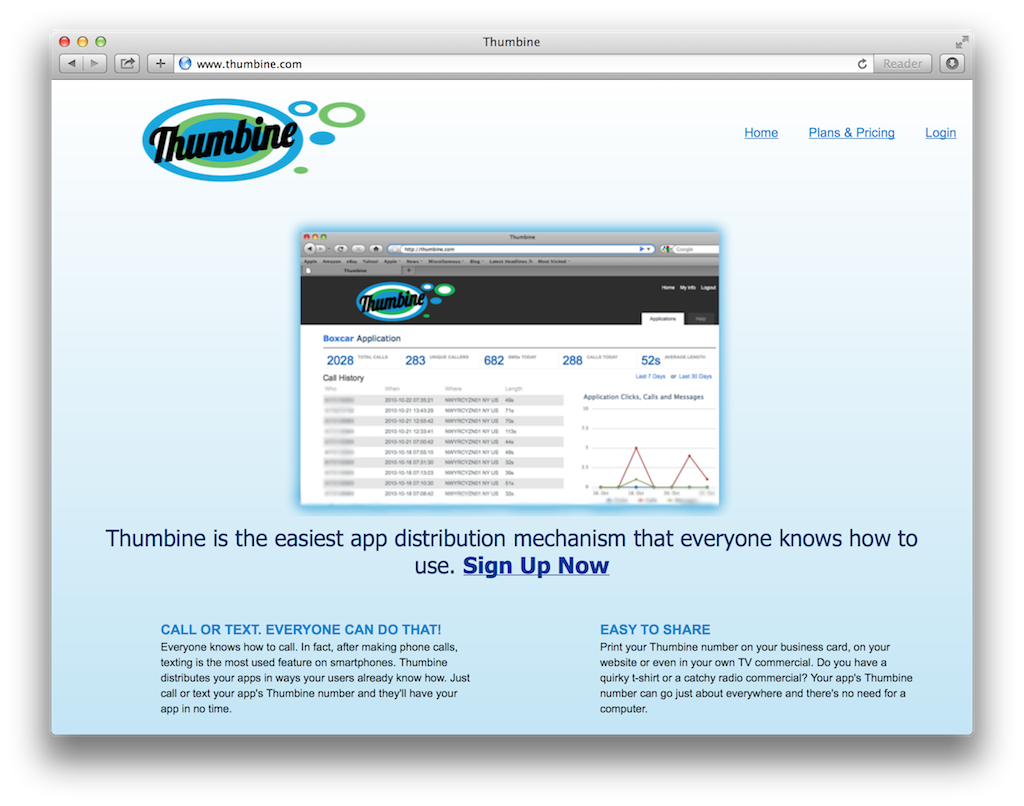 Thumbine
www.thumbine.com
Reader
Thumbine
Home Plans & Pricing Login
Thumbine
http://thumbine.com
Google
Apple Amazon eBay Yahoo! Apple News Miscellaneous Blog Latest Headlines Most Visited
Thumbine
Thumbine
Home My Info Logout
Applications Help
Boxcar Application
2028 TOTAL CALLS 283 UNIQUE CALLERS 682 SMSs TODAY 288 CALLS TODAY 52s AVERAGE LENGTH
Last 7 Days or Last 30 Days
Call History
Who When Where Length
Application Clicks, Calls and Messages
2010-10-22 07:35:21 NWYRCYZN01 NY US 49s
2010-10-21 13:43:29 NWYRCYZN01 NY US 71s
2010-10-21 12:55:42 NWYRCYZN01 NY US 70s
2010-10-21 12:33:41 NWYRCYZN01 NY US 113s
2010-10-21 07:00:42 NWYRCYZN01 NY US 44s
2010-10-18 07:55:10 NWYRCYZN01 NY US
2010-10-18 07:31:30 NWYRCYZN01 NY US 32s
2010-10-18 07:13:03 NWYRCYZN01 NY US
2010-10-18 07:10:30 NWYRCYZN01 NY US 51s
2010-10-18 07:08:42 NWYRCYZN01 NY US
10
7.5
5
2.5
0
16. Oct 18. Oct 20. Oct
Clicks Calls Messages
Thumbine is the easiest app distribution mechanism that everyone knows how to
use. Sign Up Now
CALL OR TEXT. EVERYONE CAN DO THAT!
Everyone knows how to call. In fact, after making phone calls,
texting is the most used feature on smartphones. Thumbine
distributes your apps in ways your users already know how. Just
call or text your app's Thumbine number and they'll have your
app in no time.
EASY TO SHARE
Print your Thumbine number on your business card, on your
website or even in your own TV commercial. Do you have a
quirky t-shirt or a catchy radio commercial? Your app's Thumbine
number can go just about everywhere and there's no need for a
computer.